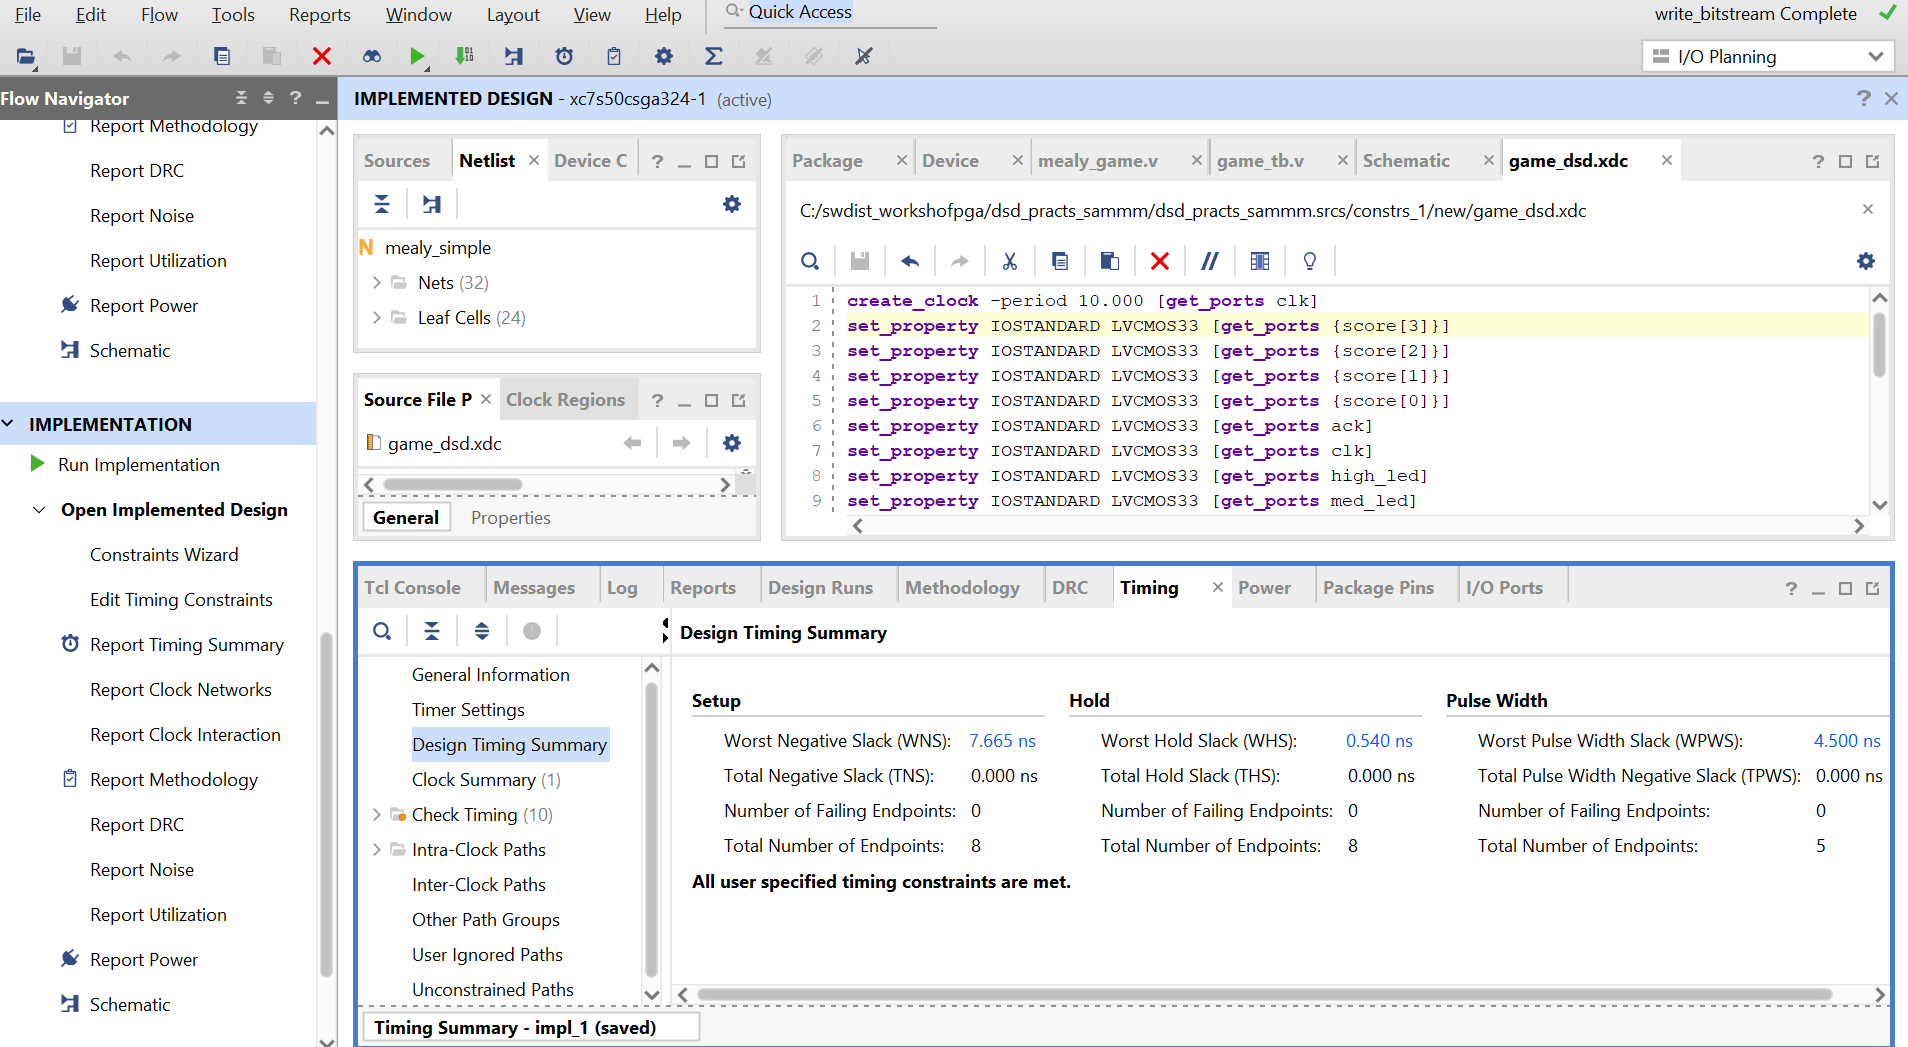 File Edit Flow Tools Reports Window Layout View Help Quick Access write_bitstream Complete
I/O Planning
Flow Navigator
Report Methodology
Report DRC
Report Noise
Report Utilization
Report Power
Schematic
IMPLEMENTATION
Run Implementation
Open Implemented Design
Constraints Wizard
Edit Timing Constraints
Report Timing Summary
Report Clock Networks
Report Clock Interaction
Report Methodology
Report DRC
Report Noise
Report Utilization
Report Power
Schematic
IMPLEMENTED DESIGN - xc7s50csga324-1 (active)
Sources Netlist Device C
mealy_simple
Nets (32)
Leaf Cells (24)
Source File P Clock Regions
game_dsd.xdc
General Properties
Package Device mealy_game.v game_tb.v Schematic game_dsd.xdc
C:/swdist_workshofpga/dsd_practs_sammm/dsd_practs_sammm.srcs/constrs_1/new/game_dsd.xdc
1 create_clock -period 10.000 [get_ports clk]
2 set_property IOSTANDARD LVCMOS33 [get_ports {score[3]}]
3 set_property IOSTANDARD LVCMOS33 [get_ports {score[2]}]
4 set_property IOSTANDARD LVCMOS33 [get_ports {score[1]}]
5 set_property IOSTANDARD LVCMOS33 [get_ports {score[0]}]
6 set_property IOSTANDARD LVCMOS33 [get_ports ack]
7 set_property IOSTANDARD LVCMOS33 [get_ports clk]
8 set_property IOSTANDARD LVCMOS33 [get_ports high_led]
9 set_property IOSTANDARD LVCMOS33 [get_ports med_led]
Tcl Console Messages Log Reports Design Runs Methodology DRC Timing Power Package Pins I/O Ports
General Information
Timer Settings
Design Timing Summary
Clock Summary (1)
Check Timing (10)
Intra-Clock Paths
Inter-Clock Paths
Other Path Groups
User Ignored Paths
Unconstrained Paths
Design Timing Summary
Setup Hold Pulse Width
Worst Negative Slack (WNS): 7.665 ns Worst Hold Slack (WHS): 0.540 ns Worst Pulse Width Slack (WPWS): 4.500 ns
Total Negative Slack (TNS): 0.000 ns Total Hold Slack (THS): 0.000 ns Total Pulse Width Negative Slack (TPWS): 0.000 ns
Number of Failing Endpoints: 0 Number of Failing Endpoints: 0 Number of Failing Endpoints: 0
Total Number of Endpoints: 8 Total Number of Endpoints: 8 Total Number of Endpoints: 5
All user specified timing constraints are met.
Timing Summary - impl_1 (saved)